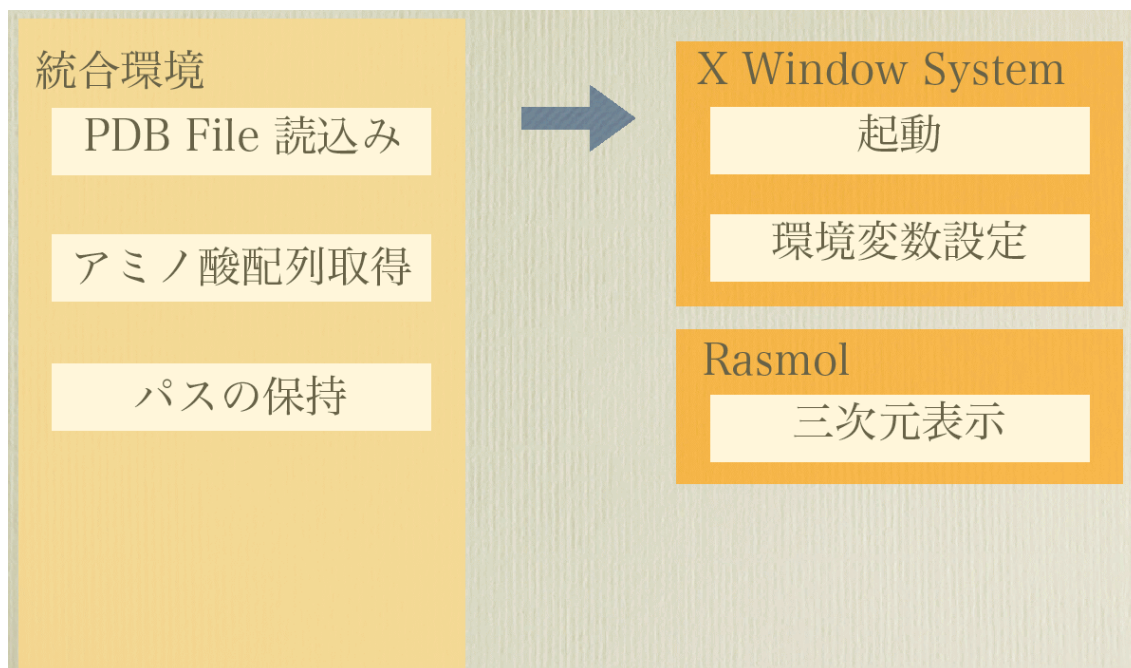 統合環境
PDB File 読込み
アミノ酸配列取得
パスの保持
X Window System
起動
環境変数設定
Rasmol
三次元表示